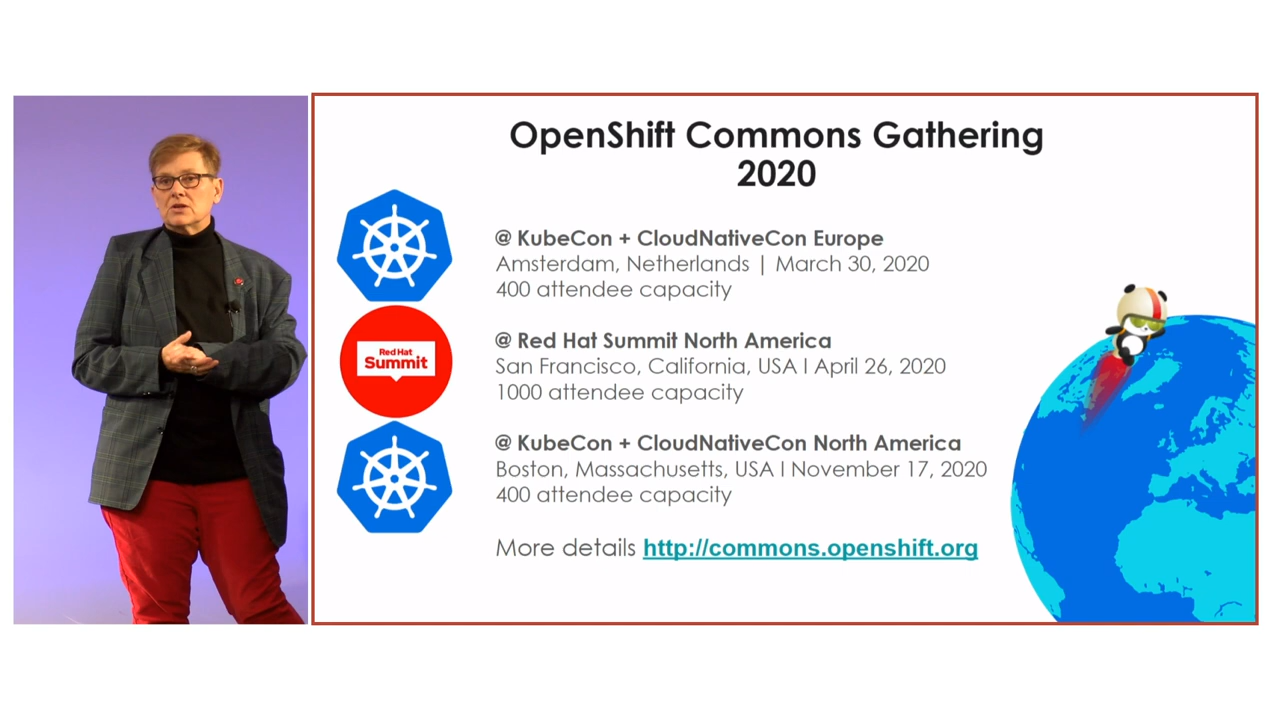 OpenShift Commons Gathering
2020
@ KubeCon + CloudNativeCon Europe
Amsterdam, Netherlands | March 30, 2020
400 attendee capacity
Red Hat
Summit
@ Red Hat Summit North America
San Francisco, California, USA l April 26, 2020
1000 attendee capacity
@ KubeCon + CloudNativeCon North America
Boston, Massachusetts, USA l November 17, 2020
400 attendee capacity
More details http://commons.openshift.org